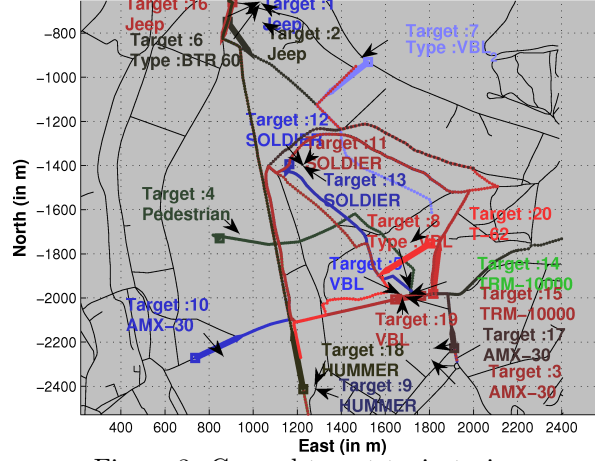 Target :16
Jeep
Target :1
Jeep
Target :2
Jeep
Target :6
Type :BTR 60
Target :7
Type :VBL
Target :12
SOLDIER
Target :11
SOLDIER
Target :13
SOLDIER
Target :4
Pedestrian
Target :8
Type :VBL
Target :20
T-62
VBL
Target :14
TRM-10000
Target :15
TRM-10000
Target :10
AMX-30
Target :19
VBL
Target :17
AMX-30
Target :18
HUMMER
Target :3
AMX-30
Target :9
HUMMER
North (in m)
-800
-1000
-1200
-1400
-1600
-1800
-2000
-2200
-2400
400 600 800 1000 1200 1400 1600 1800 2000 2200 2400
East (in m)